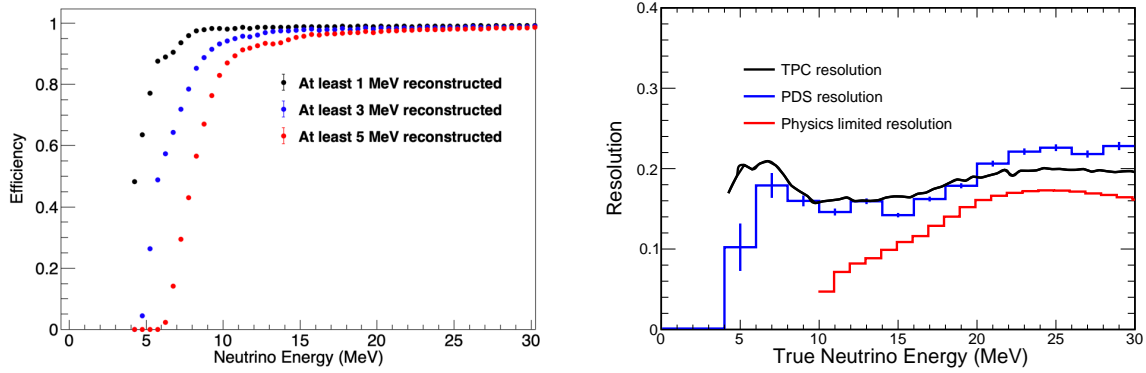 1
0.8
0.6
0.4
0.2
0
Efficiency
At least 1 MeV reconstructed
At least 3 MeV reconstructed
At least 5 MeV reconstructed
0 5 10 15 20 25 30
Neutrino Energy (MeV)
0.4
0.3
0.2
0.1
0
Resolution
TPC resolution
PDS resolution
Physics limited resolution
0 5 10 15 20 25 30
True Neutrino Energy (MeV)